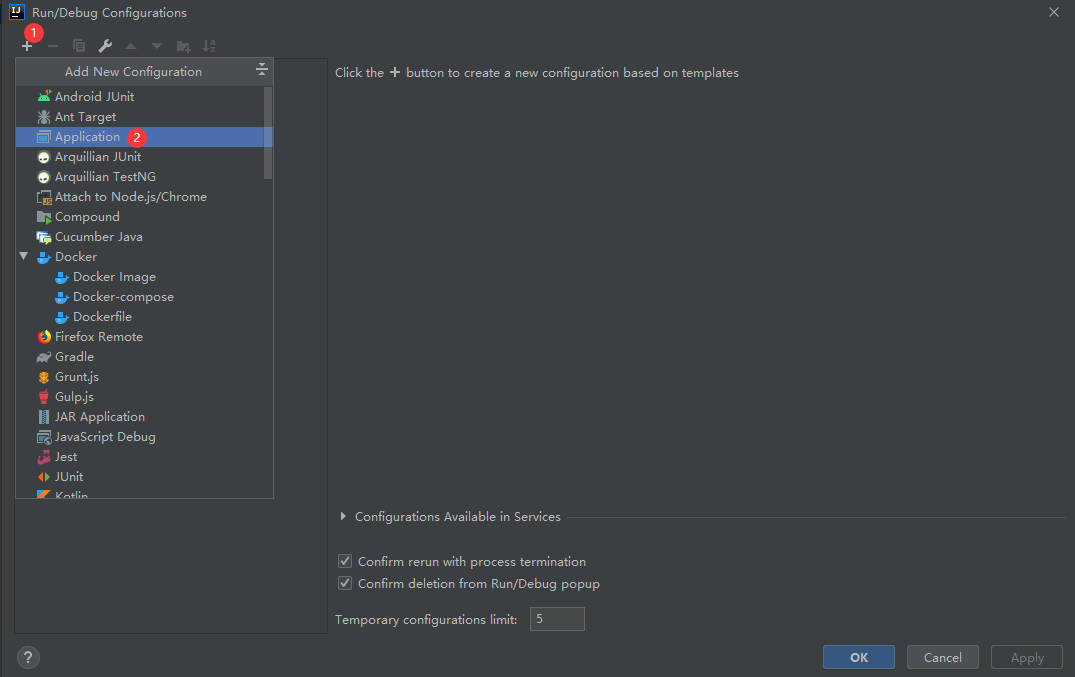 IJ Run/Debug Configurations
1
Add New Configuration
Click the + button to create a new configuration based on templates
Android JUnit
Ant Target
Application 2
Arquillian JUnit
Arquillian TestNG
Attach to Node.js/Chrome
Compound
Cucumber Java
Docker
Docker Image
Docker-compose
Dockerfile
Firefox Remote
Gradle
Grunt.js
Gulp.js
JAR Application
JavaScript Debug
Jest
JUnit
Kotlin
Configurations Available in Services
Confirm rerun with process termination
Confirm deletion from Run/Debug popup
Temporary configurations limit: 5
? OK Cancel Apply